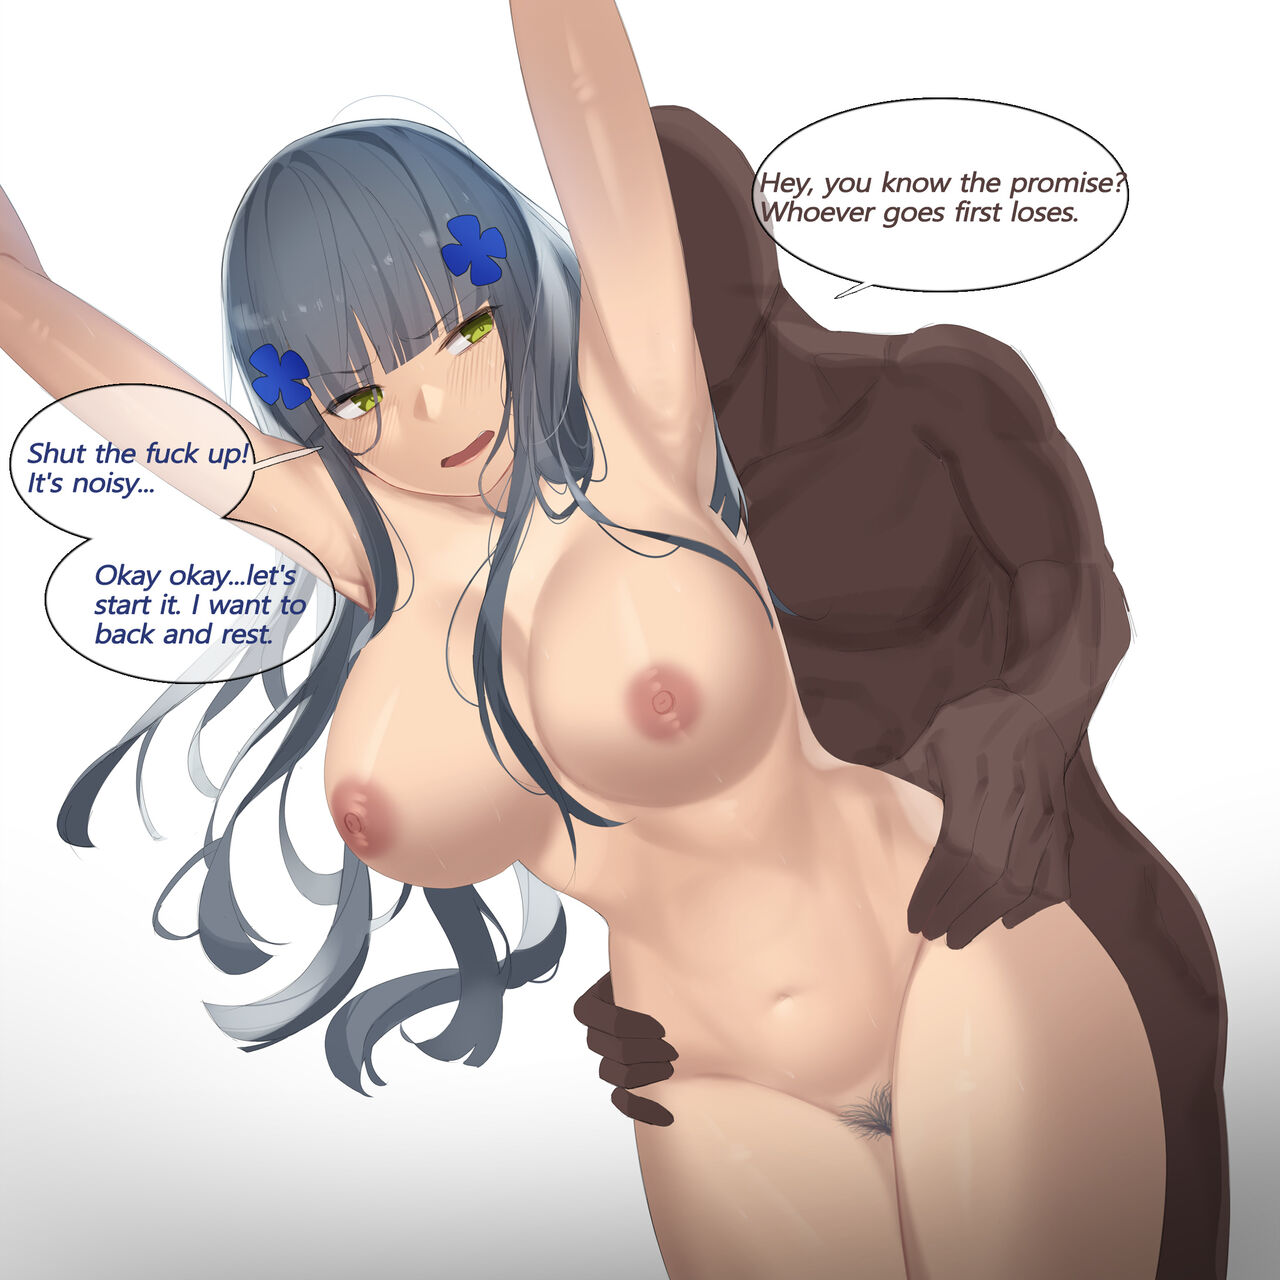 Hey, you know the promise?
Whoever goes first loses.
Shut the fuck up!
It's noisy...
Okay okay...let's
start it. I want to
back and rest.